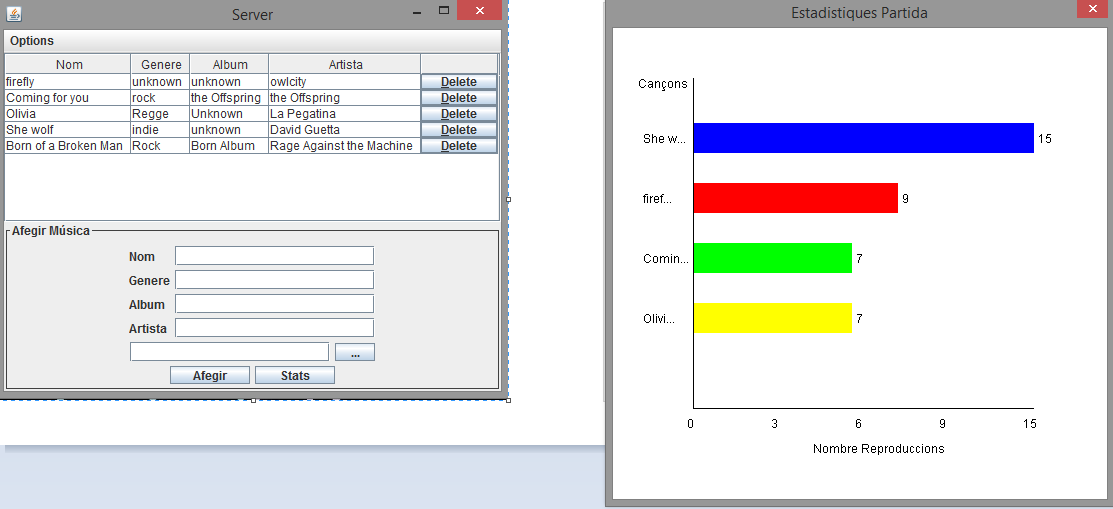 Server
Options
Nom Genere Album Artista
firefly unknown unknown owlcity Delete
Coming for you rock the Offspring the Offspring Delete
Olivia Regge Unknown La Pegatina Delete
She wolf indie unknown David Guetta Delete
Born of a Broken Man Rock Born Album Rage Against the Machine Delete
Afegir Música
Nom
Genere
Album
Artista
...
Afegir Stats
Estadistiques Partida
Cançons
She w... 15
firef... 9
Comin... 7
Olivi... 7
0 3 6 9 15
Nombre Reproduccions